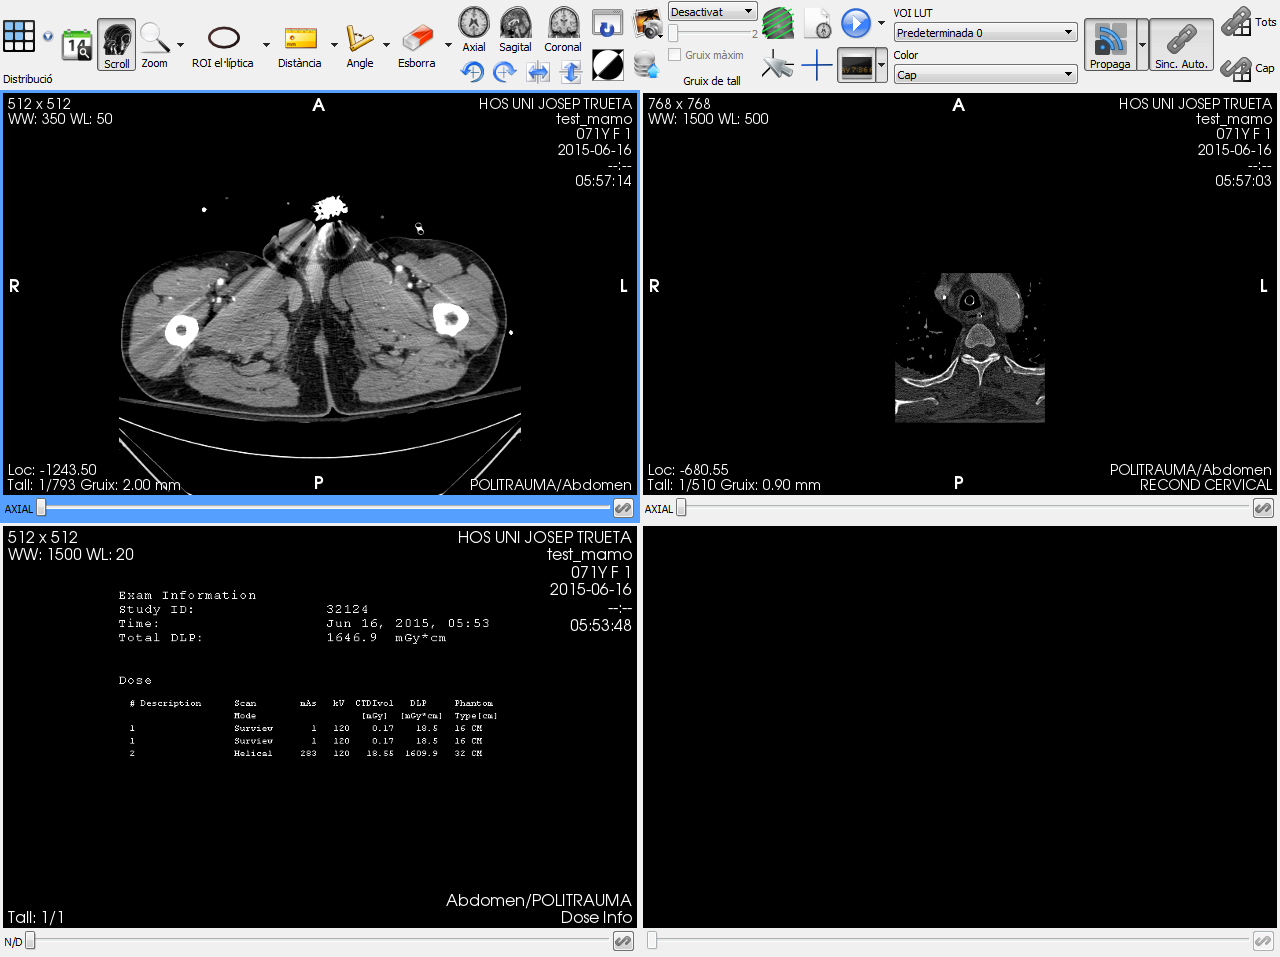 Distribució
14
Scroll
Zoom
ROI el·líptica
Distància
Angle
Esborra
Axial
Sagital
Coronal
Desactivat
2
Gruix màxim
Gruix de tall
VOI LUT
Predeterminada 0
Color
Cap
Propaga
Sinc. Auto.
Tots
Cap
512 x 512
WW: 350 WL: 50
A
HOS UNI JOSEP TRUETA
test_mamo
071Y F 1
2015-06-16
--:--
05:57:14
R
L
Loc: -1243.50
Tall: 1/793 Gruix: 2.00 mm
P
POLITRAUMA/Abdomen
AXIAL
768 x 768
WW: 1500 WL: 500
A
HOS UNI JOSEP TRUETA
test_mamo
071Y F 1
2015-06-16
--:--
05:57:03
R
L
Loc: -680.55
Tall: 1/510 Gruix: 0.90 mm
P
POLITRAUMA/Abdomen
RECOND CERVICAL
AXIAL
512 x 512
WW: 1500 WL: 20
HOS UNI JOSEP TRUETA
test_mamo
071Y F 1
2015-06-16
--:--
05:53:48
Exam Information
Study ID: 32124
Time: Jun 16, 2015, 05:53
Total DLP: 1646.9 mGy*cm
Dose
# Description Scan mAs kV CTDIvol DLP Phantom
Mode [mGy] [mGy*cm] Type[cm]
1 Surview 1 120 0.17 18.5 16 CM
1 Surview 1 120 0.17 18.5 16 CM
2 Helical 283 120 18.55 1609.9 32 CM
Abdomen/POLITRAUMA
Tall: 1/1
Dose Info
N/D